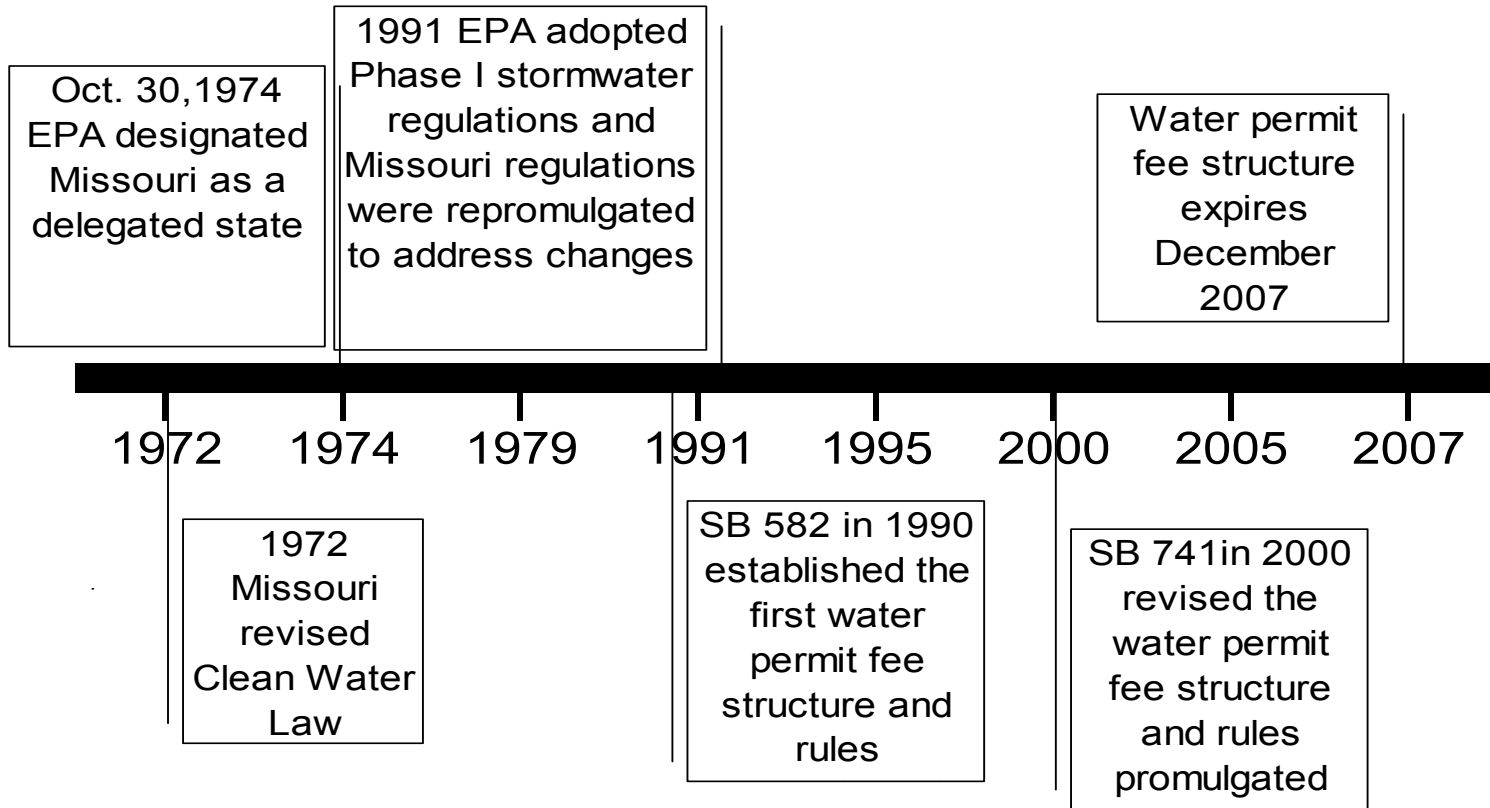 Oct. 30,1974
EPA designated
Missouri as a
delegated state
1991 EPA adopted
Phase I stormwater
regulations and
Missouri regulations
were repromulgated
to address changes
Water permit
fee structure
expires
December
2007
1972 1974 1979 1991 1995 2000 2005 2007
1972
Missouri
revised
Clean Water
Law
SB 582 in 1990
established the
first water
permit fee
structure and
rules
SB 741in 2000
revised the
water permit
fee structure
and rules
promulgated